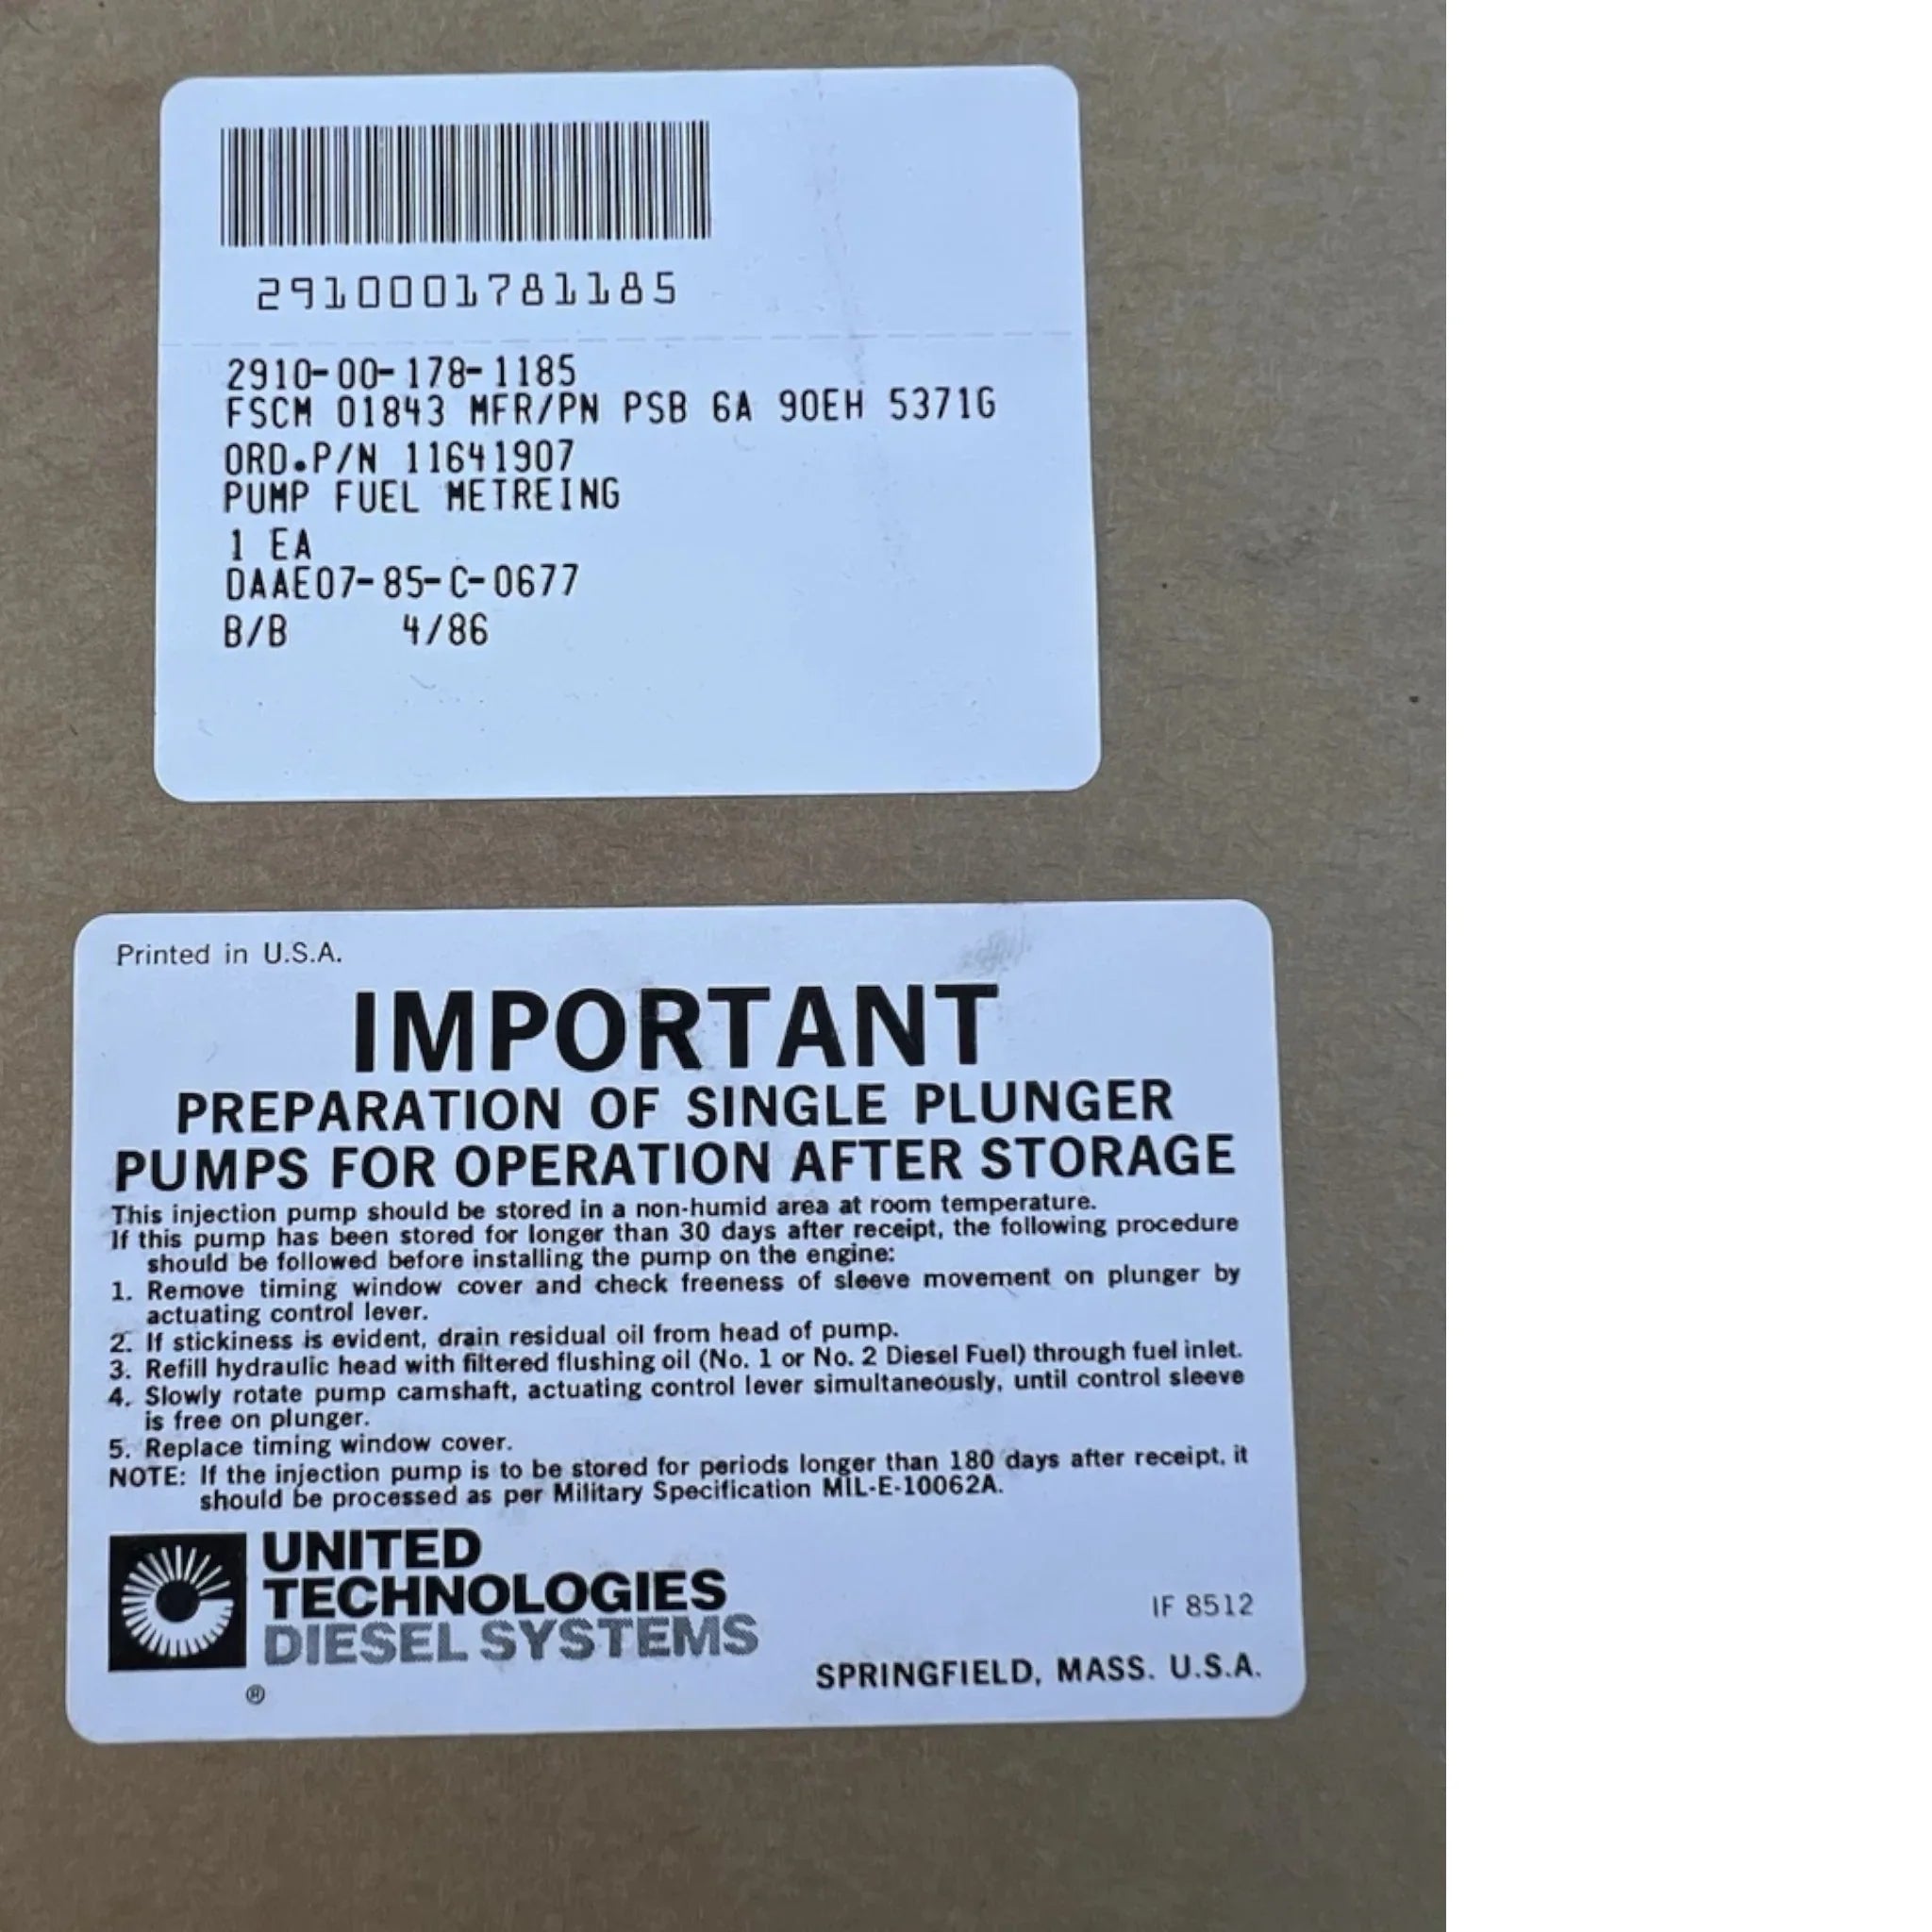 2910001781185
2910-00-178-1185
FSCM 01843 MFR/PN PSB 6A 90EH 5371G
ORD.P/N 11641907
PUMP FUEL METREING
1 EA
DAAE07-85-C-0677
B/B 4/86
Printed in U.S.A.
IMPORTANT
PREPARATION OF SINGLE PLUNGER
PUMPS FOR OPERATION AFTER STORAGE
This injection pump should be stored in a non-humid area at room temperature.
If this pump has been stored for longer than 30 days after receipt, the following procedure
should be followed before installing the pump on the engine:
1. Remove timing window cover and check freeness of sleeve movement on plunger by
actuating control lever.
2. If stickiness is evident, drain residual oil from head of pump.
3. Refill hydraulic head with filtered flushing oil (No. 1 or No. 2 Diesel Fuel) through fuel inlet.
4. Slowly rotate pump camshaft, actuating control lever simultaneously, until control sleeve
is free on plunger.
5. Replace timing window cover.
NOTE: If the injection pump is to be stored for periods longer than 180 days after receipt, it
should be processed as per Military Specification MIL-E-10062A.
UNITED
TECHNOLOGIES
DIESEL SYSTEMS
®
IF 8512
SPRINGFIELD, MASS. U.S.A.